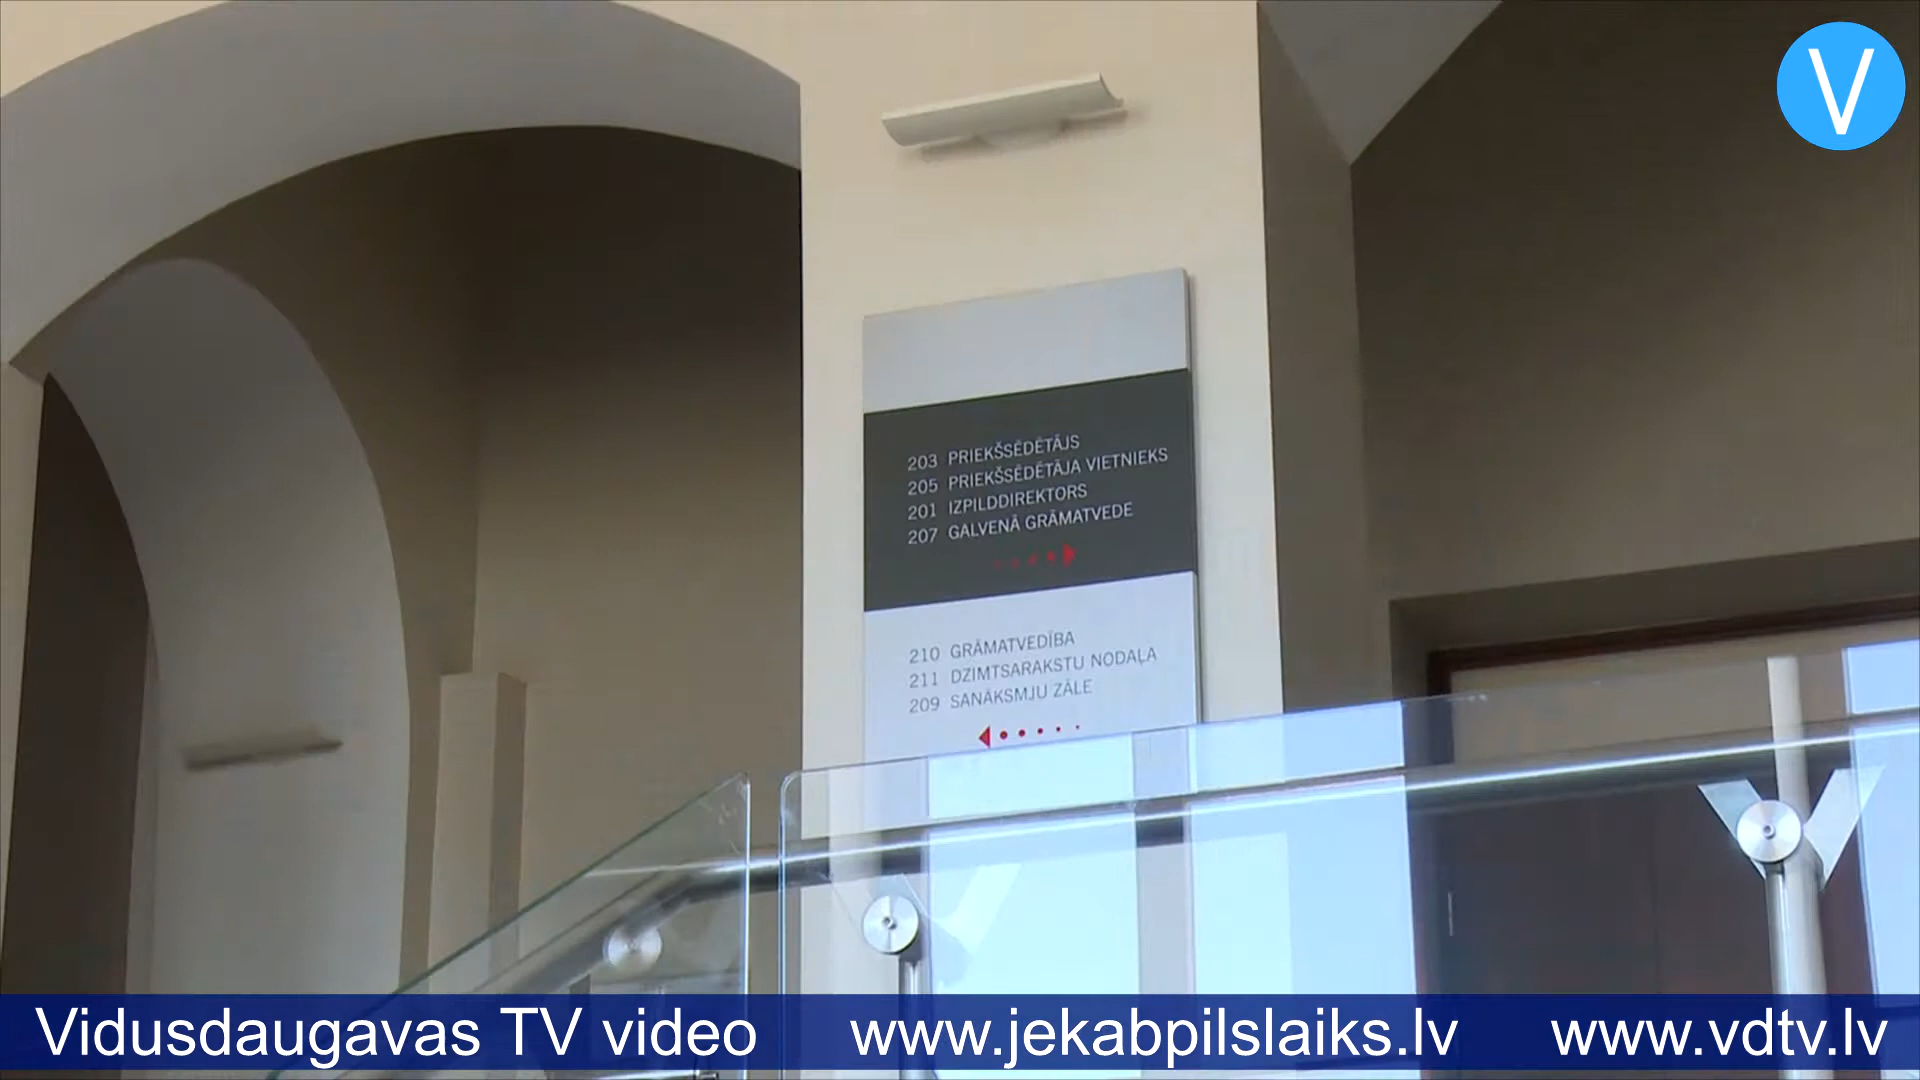 V
203 PRIEKŠSĒDĒTĀJS
205 PRIEKŠSĒDĒTĀJA VIETNIEKS
201 IZPILDDIREKTORS
207 GALVENĀ GRĀMATVEDE
210 GRĀMATVEDĪBA
211 DZIMTSARAKSTU NODAĻA
209 SANĀKSMJU ZĀLE
Vidusdaugavas TV video www.jekabpilslaiks.lv www.vdtv.lv